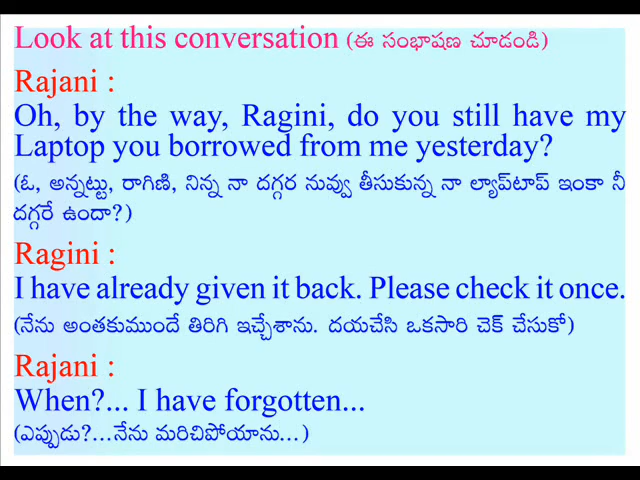 Look at this conversation (ఈ సంభాషణ చూడండి)
Rajani :
Oh, by the way, Ragini, do you still have my
Laptop you borrowed from me yesterday?
(ఓ, అన్నట్టు, రాగిణి, నిన్న నా దగ్గర నువ్వు తీసుకున్న నా ల్యాప్‌టాప్ ఇంకా నీ
దగ్గరే ఉందా?)
Ragini :
I have already given it back. Please check it once.
(నేను అంతకుముందే తిరిగి ఇచ్చేశాను. దయచేసి ఒకసారి చెక్ చేసుకో)
Rajani :
When?... I have forgotten...
(ఎప్పుడు?...నేను మరిచిపోయాను...)